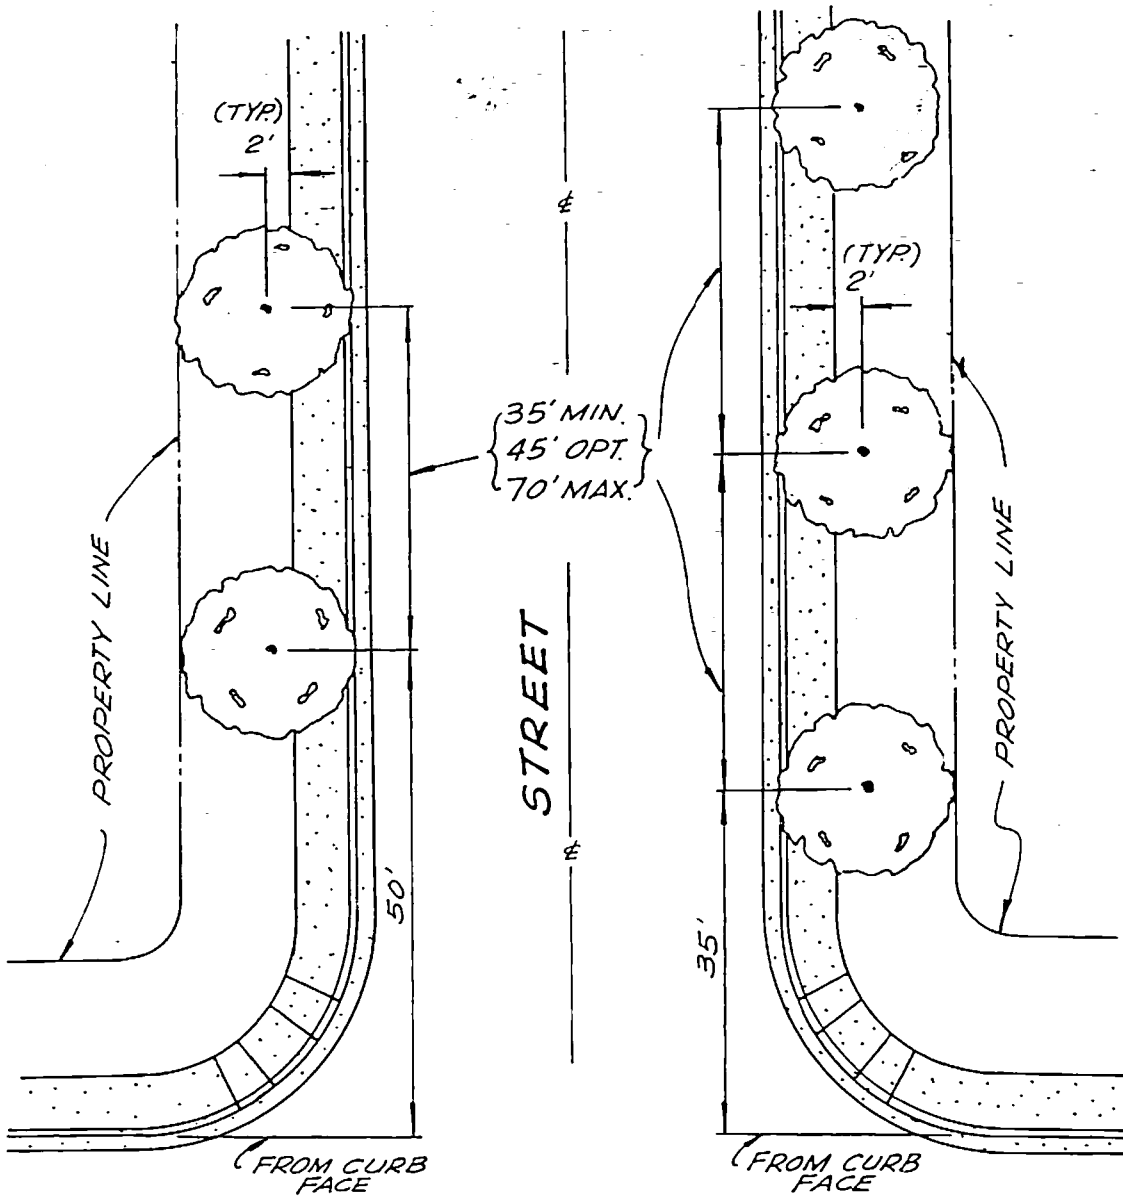 (TYP.)
2'
℄
(TYP.)
2'
35' MIN.
45' OPT.
70' MAX.
PROPERTY LINE
STREET
PROPERTY LINE
℄
50'
35'
FROM CURB
FACE
FROM CURB
FACE